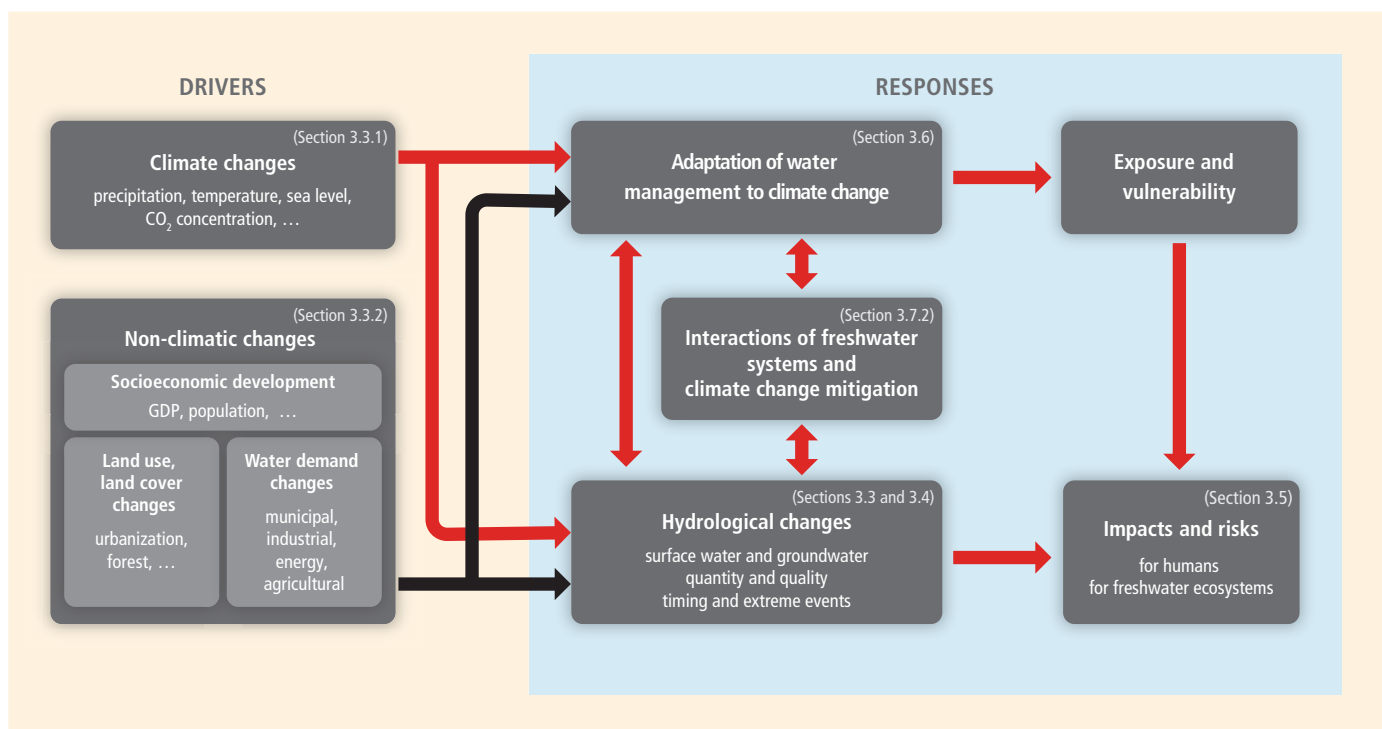 DRIVERS
(Section 3.3.1)
Climate changes
precipitation, temperature, sea level,
CO₂ concentration, …
(Section 3.3.2)
Non-climatic changes
Socioeconomic development
GDP, population, …
Land use,
land cover
changes
urbanization,
forest, …
Water demand
changes
municipal,
industrial,
energy,
agricultural
RESPONSES
(Section 3.6)
Adaptation of water
management to climate change
Exposure and
vulnerability
(Section 3.7.2)
Interactions of freshwater
systems and
climate change mitigation
(Sections 3.3 and 3.4)
Hydrological changes
surface water and groundwater
quantity and quality
timing and extreme events
(Section 3.5)
Impacts and risks
for humans
for freshwater ecosystems